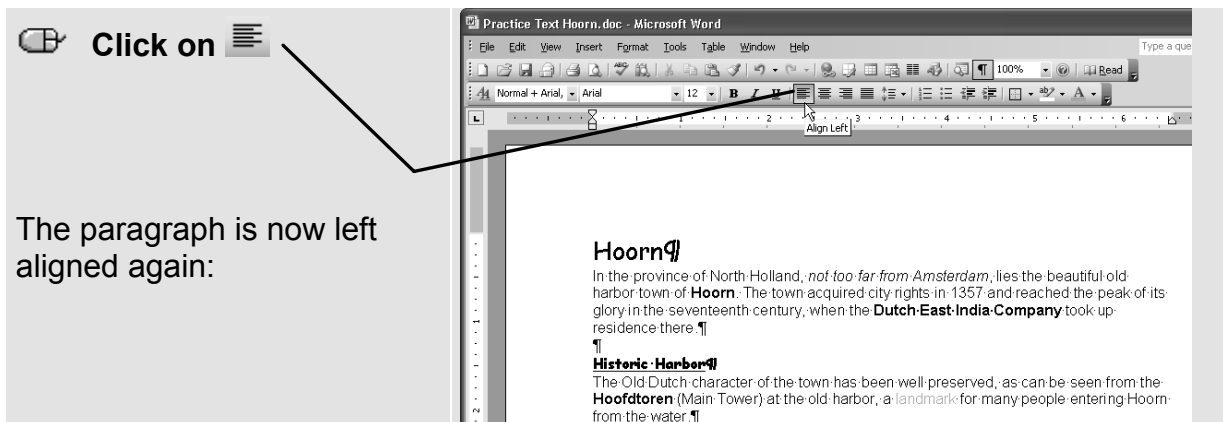 Click on
The paragraph is now left
aligned again:
Practice Text Hoorn.doc - Microsoft Word
File Edit View Insert Format Tools Table Window Help Type a que
100% Read
Normal + Arial, Arial 12 B I U
1 2 3 4 5 6
Align Left
Hoorn¶
In·the·province·of·North·Holland,·not·too·far·from·Amsterdam,·lies·the·beautiful·old·
harbor·town·of·Hoorn.·The·town·acquired·city·rights·in·1357·and·reached·the·peak·of·its·
glory·in·the·seventeenth·century,·when·the·Dutch·East·India·Company·took·up·
residence·there.¶
¶
Historic·Harbor¶
The·Old·Dutch·character·of·the·town·has·been·well·preserved,·as·can·be·seen·from·the·
Hoofdtoren·(Main·Tower)·at·the·old·harbor,·a·landmark·for·many·people·entering·Hoorn·
from·the·water.¶